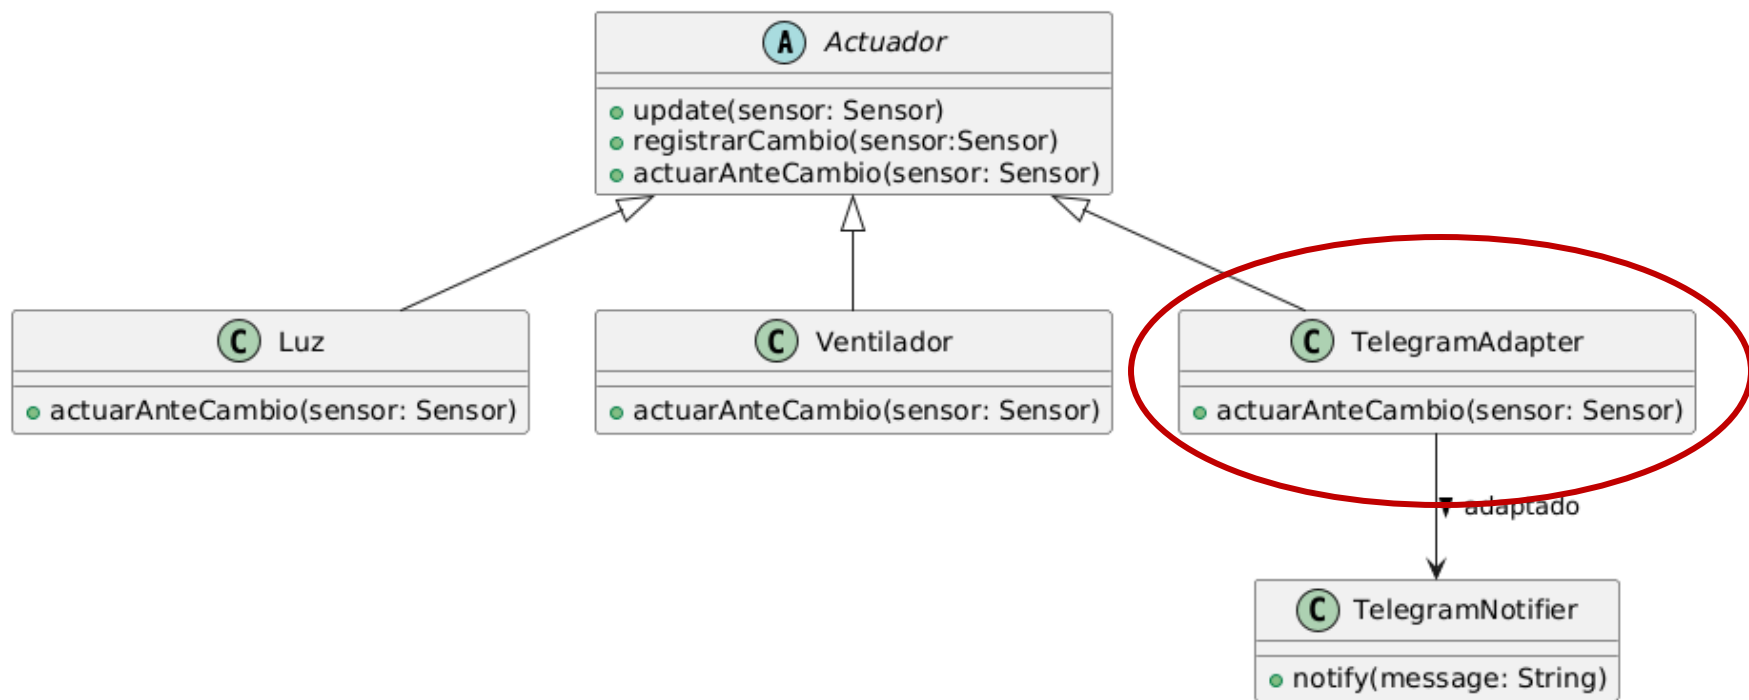 A Actuador
update(sensor: Sensor)
registrarCambio(sensor:Sensor)
actuarAnteCambio(sensor: Sensor)
C Luz
actuarAnteCambio(sensor: Sensor)
C Ventilador
actuarAnteCambio(sensor: Sensor)
C TelegramAdapter
actuarAnteCambio(sensor: Sensor)
adaptado
C TelegramNotifier
notify(message: String)